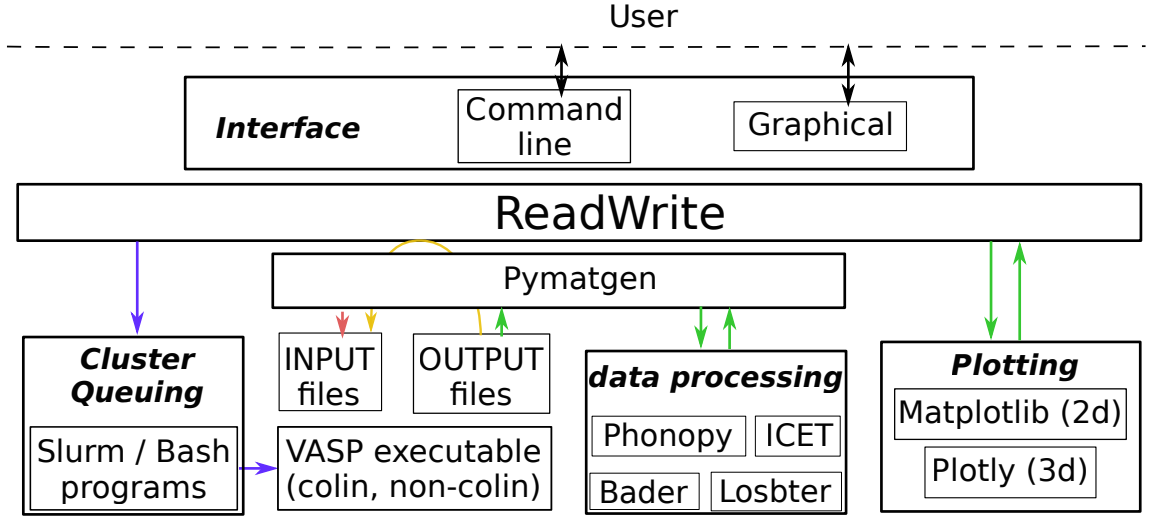 User
Interface
Command
line
Graphical
ReadWrite
Pymatgen
Cluster
Queuing
Slurm / Bash
programs
INPUT
files
OUTPUT
files
VASP executable
(colin, non-colin)
data processing
Phonopy
ICET
Bader
Losbter
Plotting
Matplotlib (2d)
Plotly (3d)